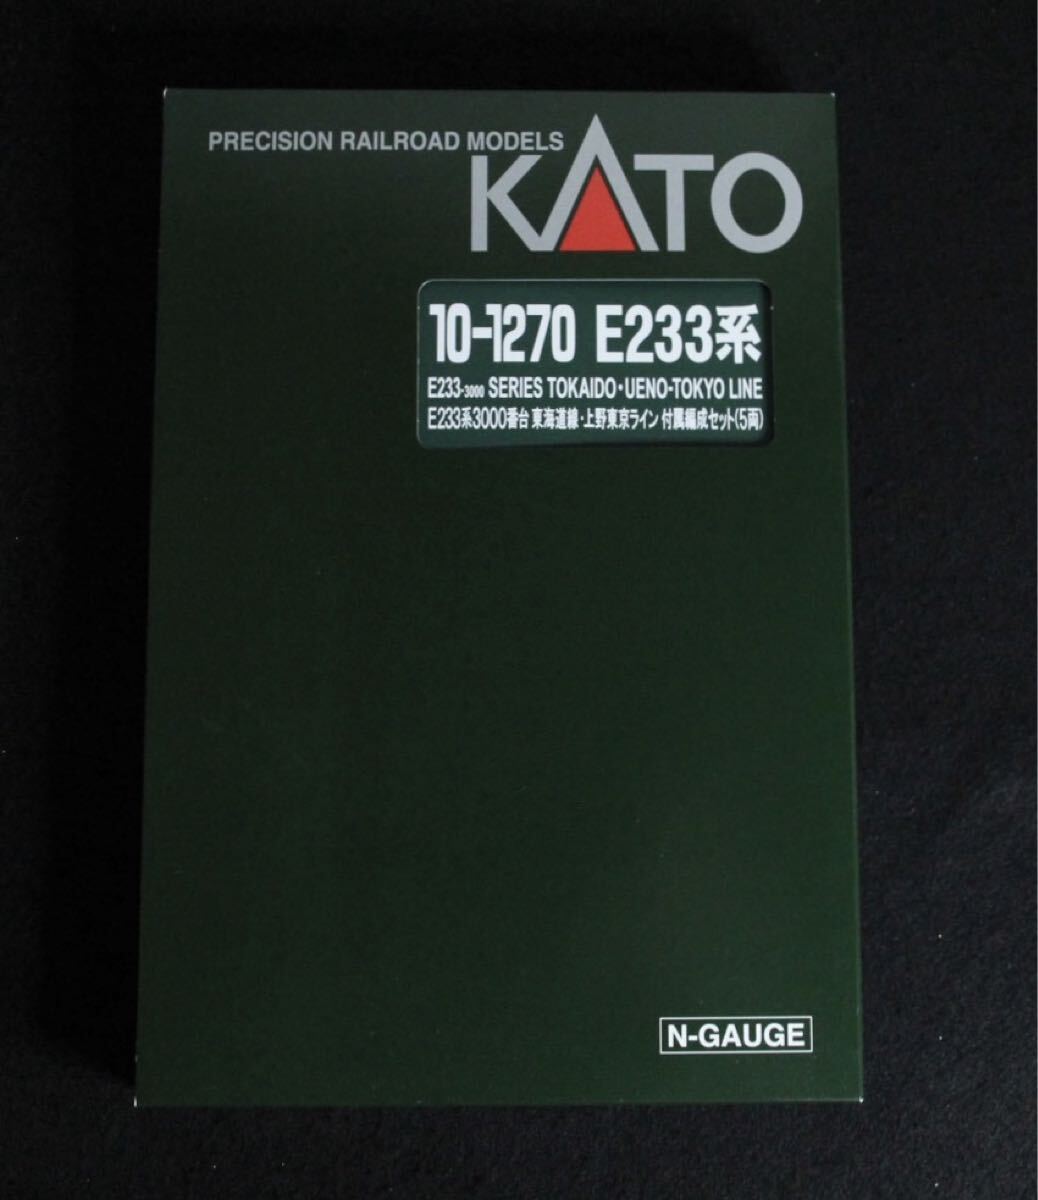 PRECISION RAILROAD MODELS
KATO
10-1270 E233系
E233-3000 SERIES TOKAIDO・UENO-TOKYO LINE
E233系3000番台 東海道線・上野東京ライン 付属編成セット(5両)
N-GAUGE